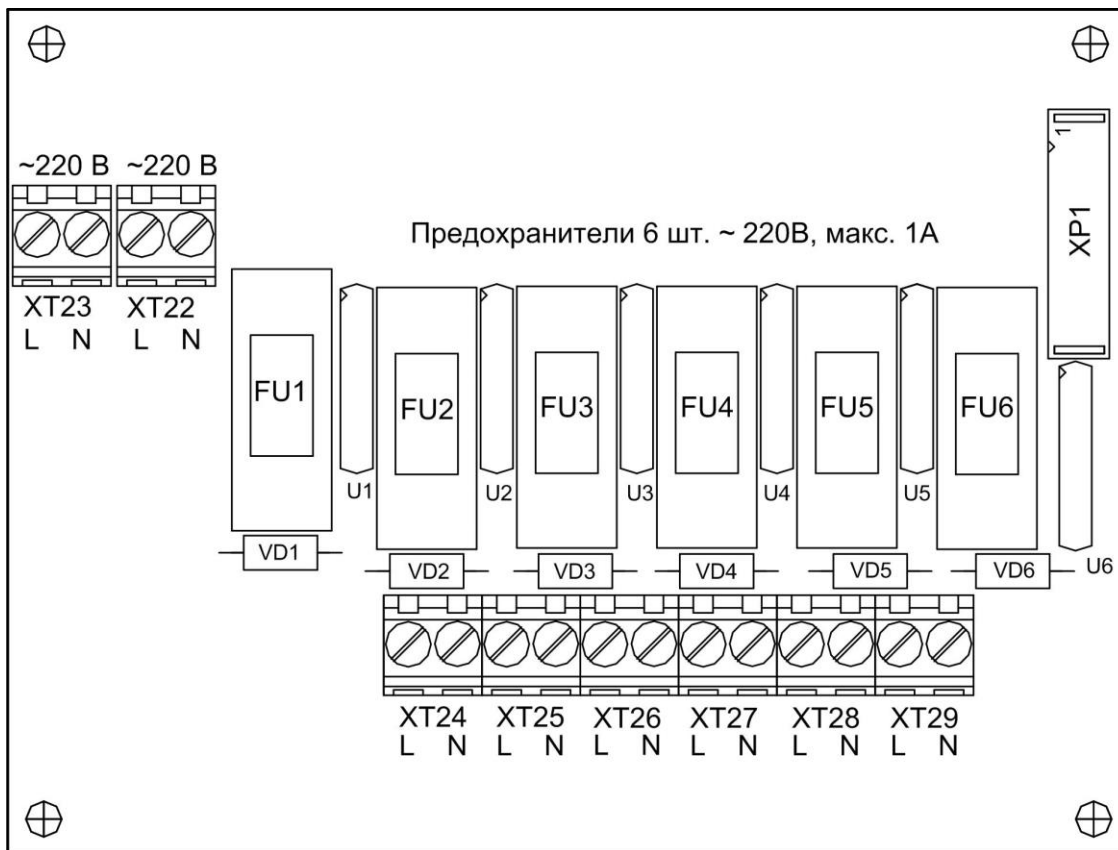 ~220 В ~220 В
XT23 XT22
L N L N
Предохранители 6 шт. ~ 220В, макс. 1А
1
XP1
FU1 FU2 FU3 FU4 FU5 FU6
U1 U2 U3 U4 U5
U6
VD1 VD2 VD3 VD4 VD5 VD6
XT24 XT25 XT26 XT27 XT28 XT29
L N L N L N L N L N L N